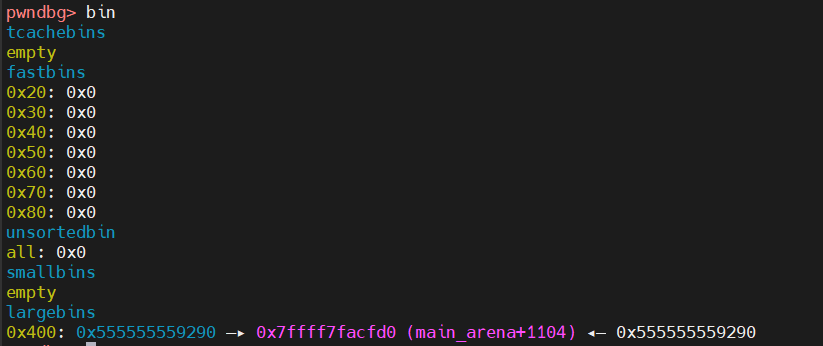 pwndbg> bin
tcachebins
empty
fastbins
0x20: 0x0
0x30: 0x0
0x40: 0x0
0x50: 0x0
0x60: 0x0
0x70: 0x0
0x80: 0x0
unsortedbin
all: 0x0
smallbins
empty
largebins
0x400: 0x555555559290 —▸ 0x7ffff7facfd0 (main_arena+1104) ◂— 0x555555559290